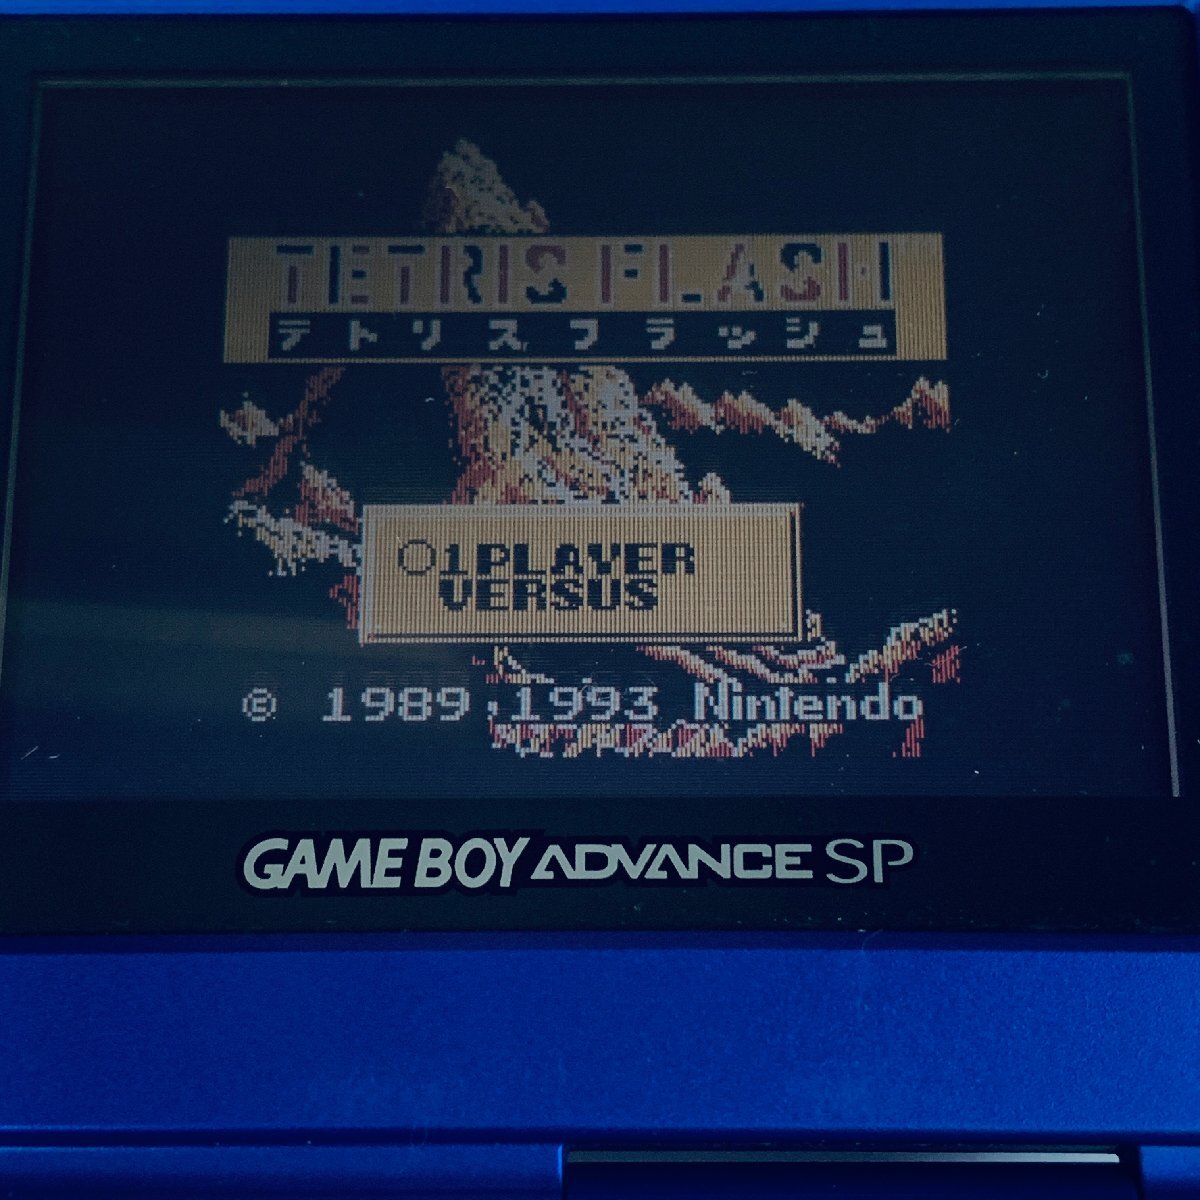 TETRIS FLASH
テトリスフラッシュ
1PLAYER
VERSUS
© 1989,1993 Nintendo
GAME BOY ADVANCE SP